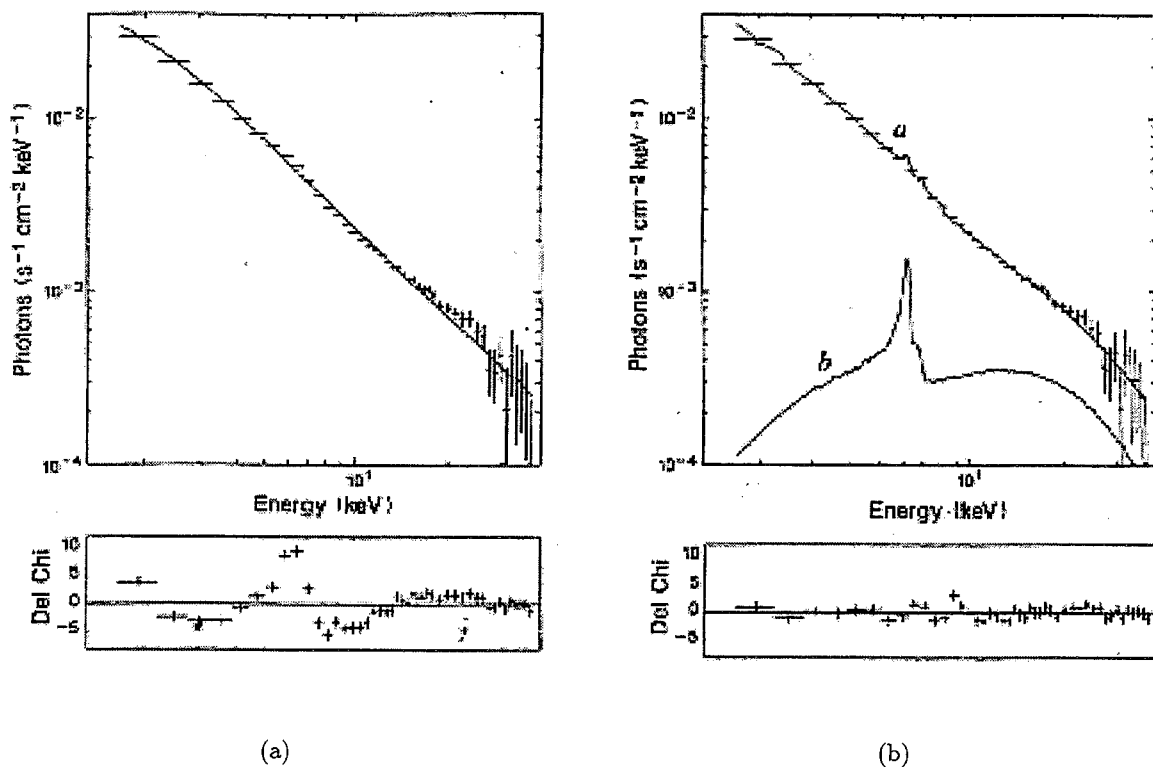 Photons (s⁻¹ cm⁻² keV⁻¹)
10⁻²
10⁻³
10⁻⁴
10¹
Energy (keV)
Del Chi
10
5
0
-5
(a)
Photons (s⁻¹ cm⁻² keV⁻¹)
10⁻²
10⁻³
10⁻⁴
a
b
10¹
Energy (keV)
Del Chi
10
5
0
-5
(b)